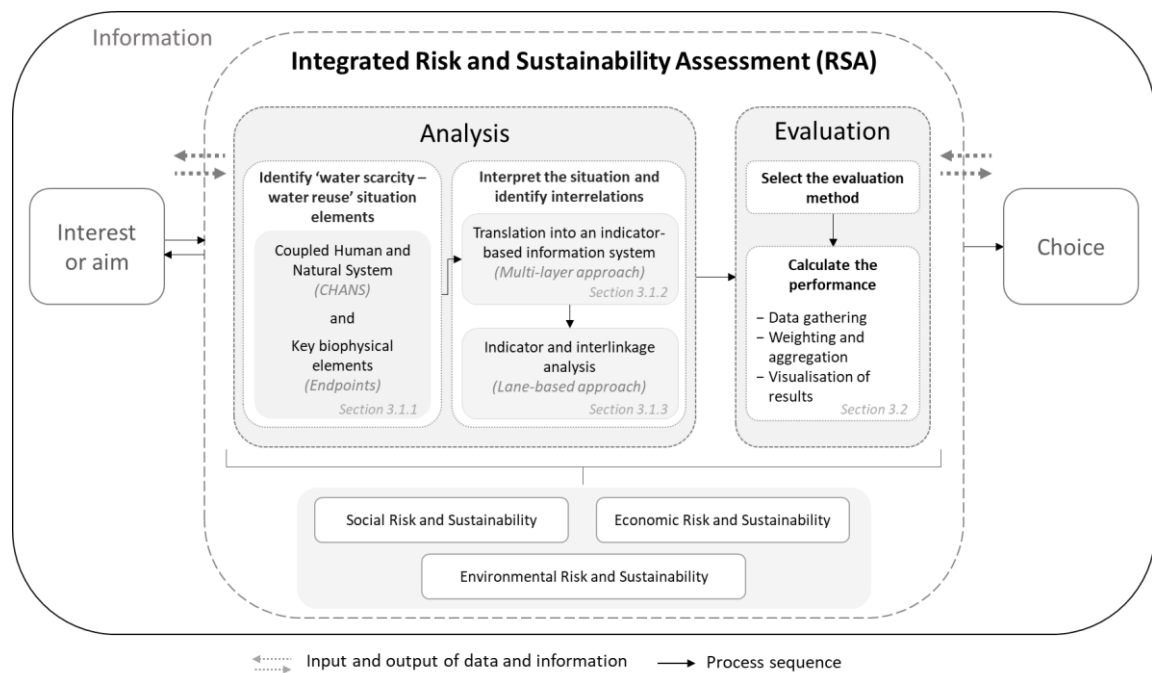 Information
Integrated Risk and Sustainability Assessment (RSA)
Interest
or aim
Analysis
Identify ‘water scarcity –
water reuse’ situation
elements
Coupled Human and
Natural System
(CHANS)
and
Key biophysical
elements
(Endpoints)
Section 3.1.1
Interpret the situation and
identify interrelations
Translation into an indicator-
based information system
(Multi-layer approach)
Section 3.1.2
Indicator and interlinkage
analysis
(Lane-based approach)
Section 3.1.3
Evaluation
Select the evaluation
method
Calculate the
performance
– Data gathering
– Weighting and
aggregation
– Visualisation of
results
Section 3.2
Choice
Social Risk and Sustainability
Economic Risk and Sustainability
Environmental Risk and Sustainability
Input and output of data and information
Process sequence